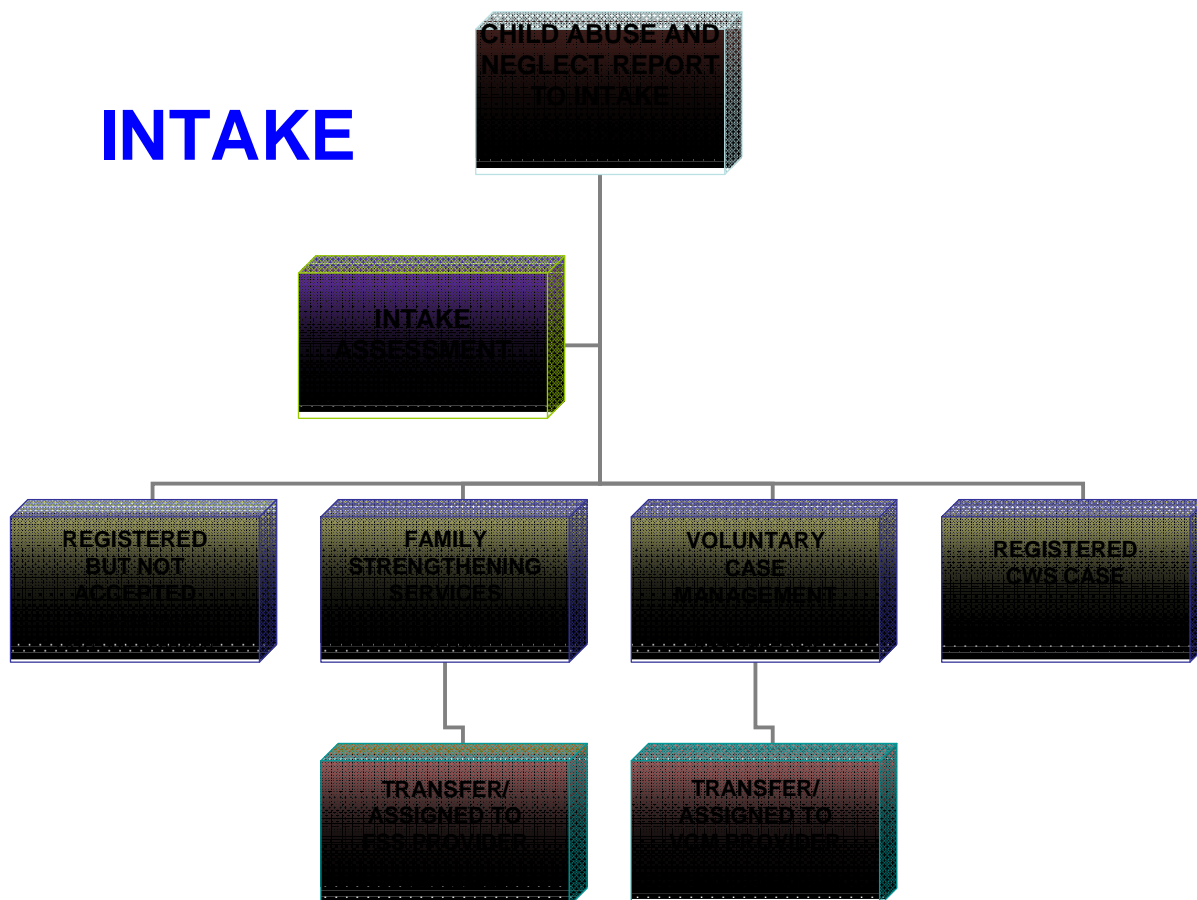 CHILD ABUSE AND
NEGLECT REPORT
TO INTAKE
INTAKE
INTAKE
ASSESSMENT
REGISTERED
BUT NOT
ACCEPTED
FAMILY
STRENGTHENING
SERVICES
VOLUNTARY
CASE
MANAGEMENT
REGISTERED
CWS CASE
TRANSFER/
ASSIGNED TO
FSS PROVIDER
TRANSFER/
ASSIGNED TO
VCM PROVIDER